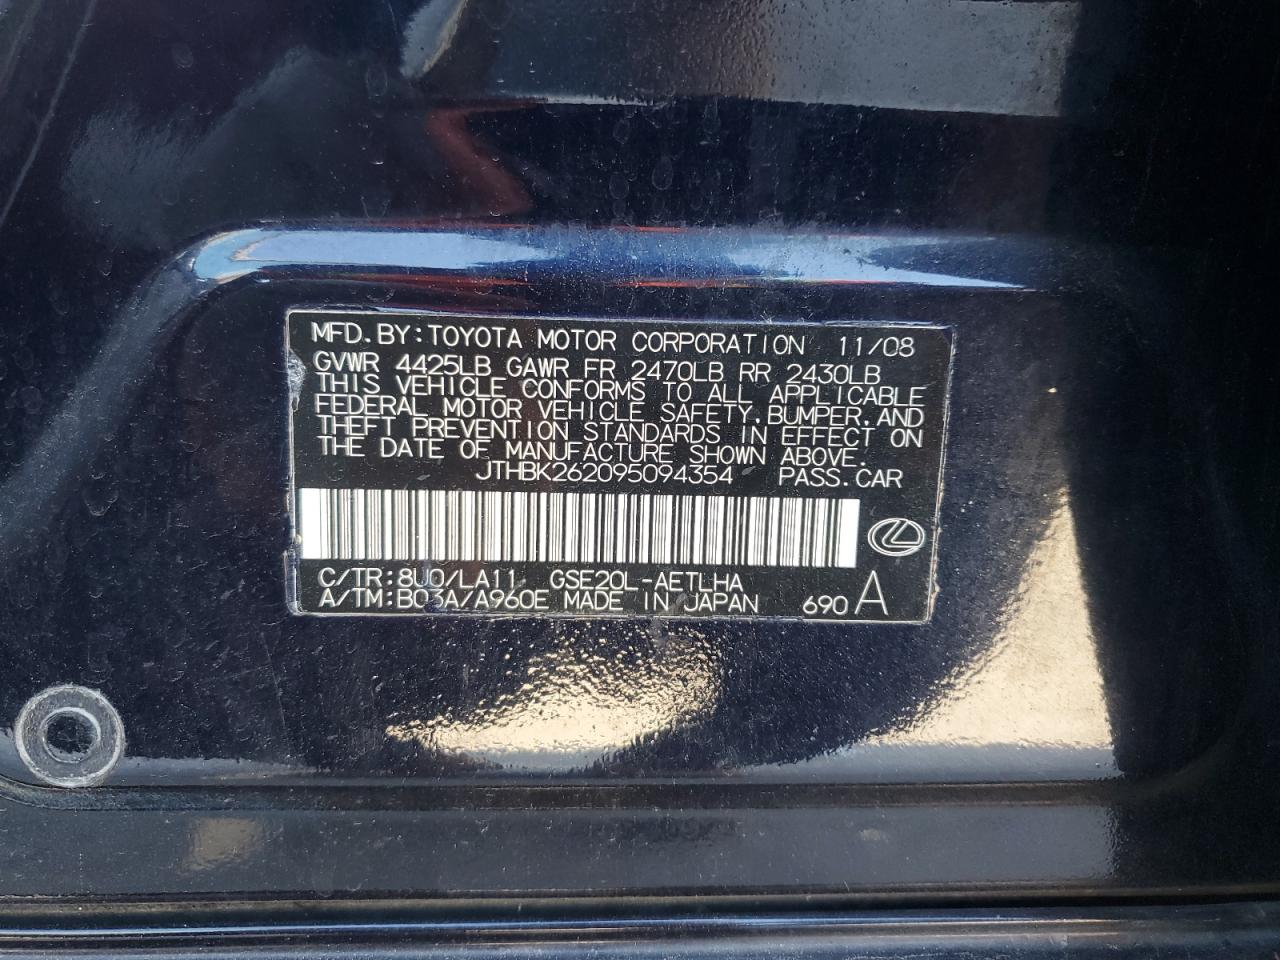 MFD.BY:TOYOTA MOTOR CORPORATION 11/08
GVWR 4425LB GAWR FR 2470LB RR 2430LB
THIS VEHICLE CONFORMS TO ALL APPLICABLE
FEDERAL MOTOR VEHICLE SAFETY,BUMPER,AND
THEFT PREVENTION STANDARDS IN EFFECT ON
THE DATE OF MANUFACTURE SHOWN ABOVE.
JTHBK262095094354 PASS.CAR
C/TR:8U0/LA11 GSE20L-AETLHA
A/TM:B03A/A960E MADE IN JAPAN 690 A